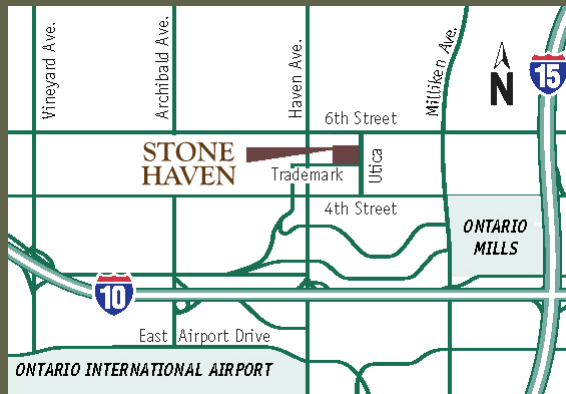 Vineyard Ave.
Archibald Ave.
Haven Ave.
Milliken Ave.
N
15
6th Street
STONE
HAVEN
Trademark
Utica
4th Street
ONTARIO
MILLS
10
East Airport Drive
ONTARIO INTERNATIONAL AIRPORT